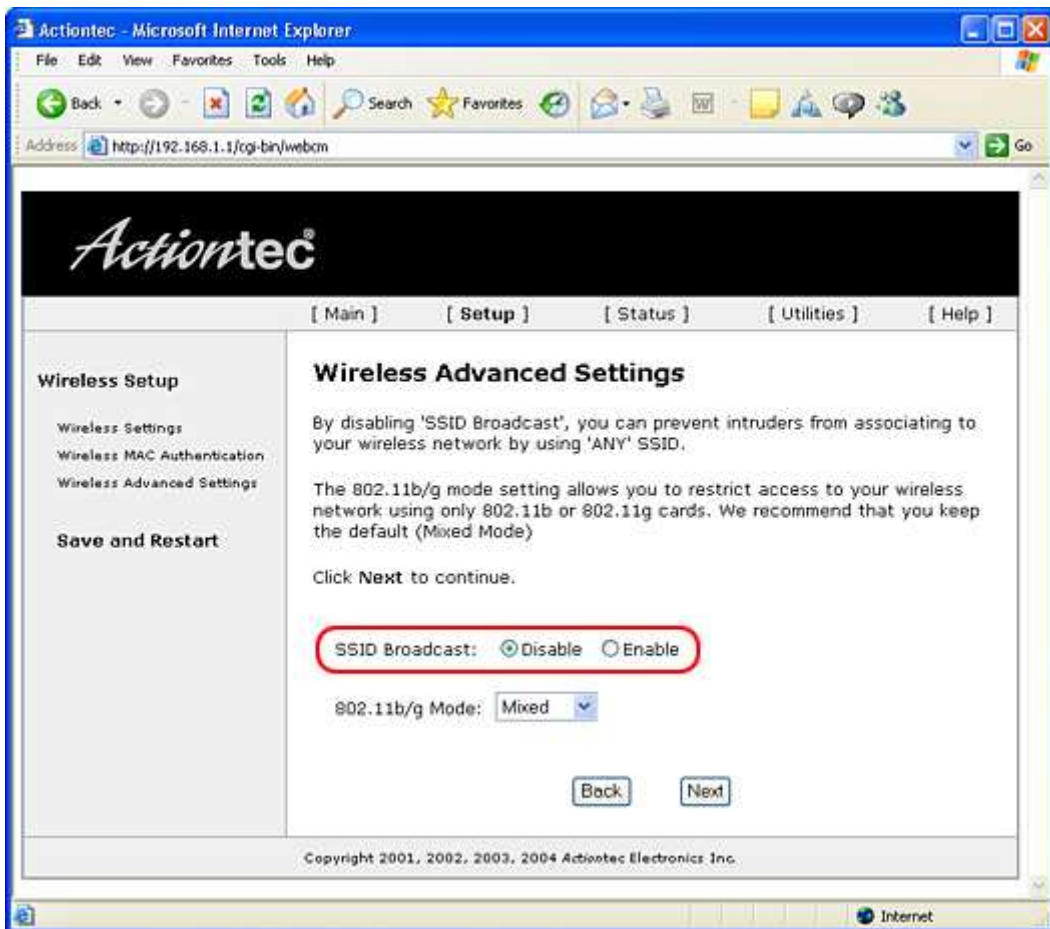 Actiontec - Microsoft Internet Explorer
File Edit View Favorites Tools Help
Back Search Favorites
Address http://192.168.1.1/cgi-bin/webcm Go
Actiontec
[ Main ] [ Setup ] [ Status ] [ Utilities ] [ Help ]
Wireless Setup
Wireless Settings
Wireless MAC Authentication
Wireless Advanced Settings
Save and Restart
Wireless Advanced Settings
By disabling 'SSID Broadcast', you can prevent intruders from associating to
your wireless network by using 'ANY' SSID.
The 802.11b/g mode setting allows you to restrict access to your wireless
network using only 802.11b or 802.11g cards. We recommend that you keep
the default (Mixed Mode)
Click Next to continue.
SSID Broadcast: Disable Enable
802.11b/g Mode: Mixed
Back Next
Copyright 2001, 2002, 2003, 2004 Actiontec Electronics Inc.
Internet